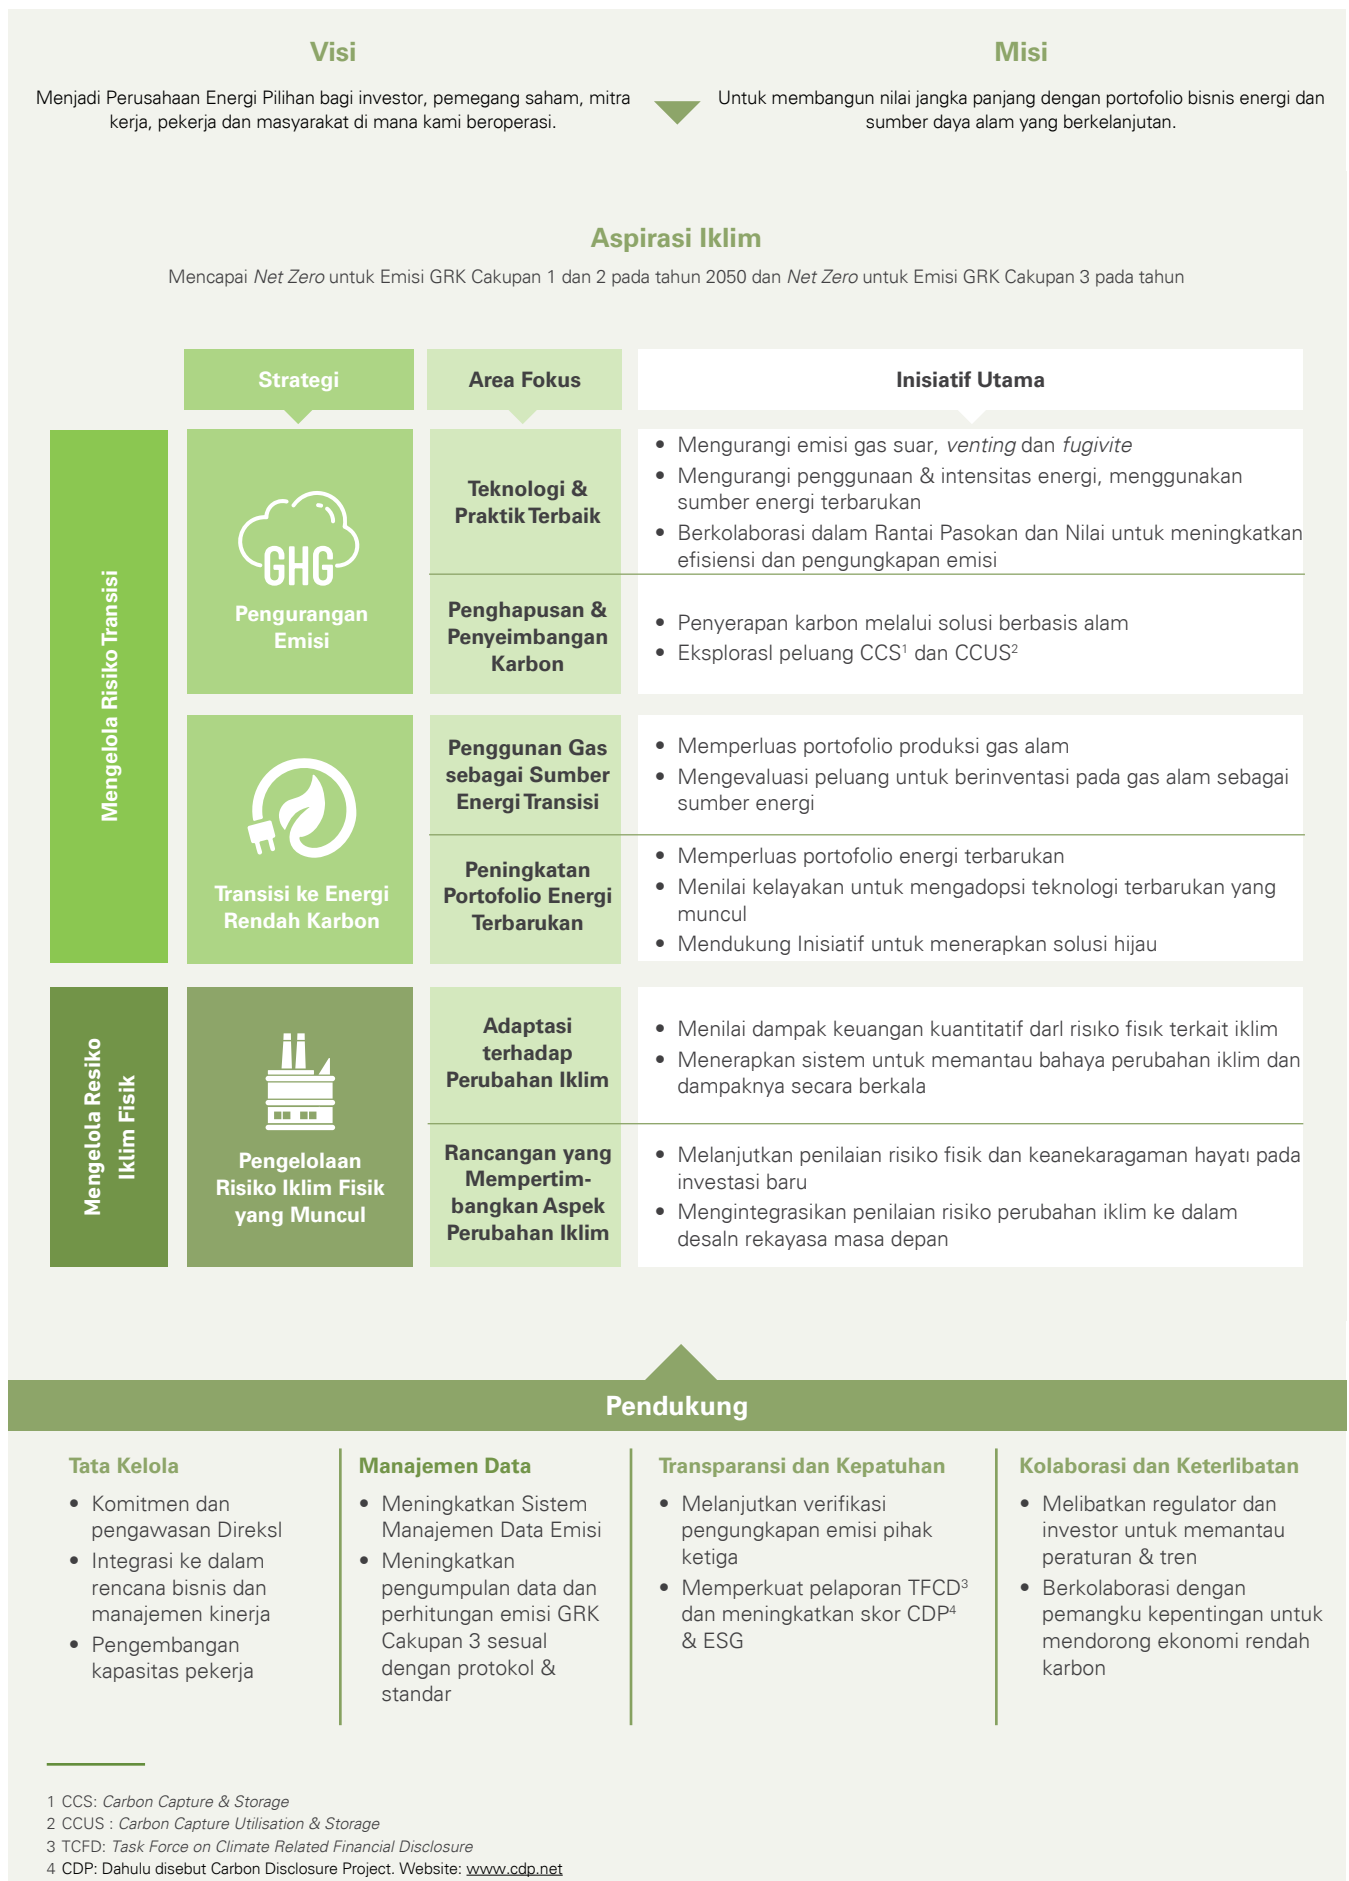 Visi
Menjadi Perusahaan Energi Pilihan bagi investor, pemegang saham, mitra
kerja, pekerja dan masyarakat di mana kami beroperasi.
Misi
Untuk membangun nilai jangka panjang dengan portofolio bisnis energi dan
sumber daya alam yang berkelanjutan.
Aspirasi Iklim
Mencapai Net Zero untuk Emisi GRK Cakupan 1 dan 2 pada tahun 2050 dan Net Zero untuk Emisi GRK Cakupan 3 pada tahun
Strategi
Area Fokus
Inisiatif Utama
Mengelola Risiko Transisi
GHG
Pengurangan
Emisi
Teknologi &
Praktik Terbaik
• Mengurangi emisi gas suar, venting dan fugivite
• Mengurangi penggunaan & intensitas energi, menggunakan
sumber energi terbarukan
• Berkolaborasi dalam Rantai Pasokan dan Nilai untuk meningkatkan
efisiensi dan pengungkapan emisi
Penghapusan &
Penyeimbangan
Karbon
• Penyerapan karbon melalui solusi berbasis alam
• Eksplorasl peluang CCS¹ dan CCUS²
Transisi ke Energi
Rendah Karbon
Penggunan Gas
sebagai Sumber
Energi Transisi
• Memperluas portofolio produksi gas alam
• Mengevaluasi peluang untuk berinventasi pada gas alam sebagai
sumber energi
Peningkatan
Portofolio Energi
Terbarukan
• Memperluas portofolio energi terbarukan
• Menilai kelayakan untuk mengadopsi teknologi terbarukan yang
muncul
• Mendukung Inisiatif untuk menerapkan solusi hijau
Mengelola Resiko
Iklim Fisik
Pengelolaan
Risiko Iklim Fisik
yang Muncul
Adaptasi
terhadap
Perubahan Iklim
• Menilai dampak keuangan kuantitatif darl rısıko fisık terkait iklim
• Menerapkan sistem untuk memantau bahaya perubahan iklim dan
dampaknya secara berkala
Rancangan yang
Mempertim-
bangkan Aspek
Perubahan Iklim
• Melanjutkan penilaian risiko fisik dan keanekaragaman hayatı pada
investasi baru
• Mengintegrasikan penilaian risiko perubahan iklim ke dalam
desaln rekayasa masa depan
Pendukung
Tata Kelola
• Komitmen dan
pengawasan Direksl
• Integrasi ke dalam
rencana bisnis dan
manajemen kinerja
• Pengembangan
kapasitas pekerja
Manajemen Data
• Meningkatkan Sistem
Manajemen Data Emisi
• Meningkatkan
pengumpulan data dan
perhitungan emisi GRK
Cakupan 3 sesual
dengan protokol &
standar
Transparansi dan Kepatuhan
• Melanjutkan verifikasi
pengungkapan emisi pihak
ketiga
• Memperkuat pelaporan TFCD³
dan meningkatkan skor CDP⁴
& ESG
Kolaborasi dan Keterlibatan
• Melibatkan regulator dan
investor untuk memantau
peraturan & tren
• Berkolaborasi dengan
pemangku kepentingan untuk
mendorong ekonomi rendah
karbon
1 CCS: Carbon Capture & Storage
2 CCUS : Carbon Capture Utilisation & Storage
3 TCFD: Task Force on Climate Related Financial Disclosure
4 CDP: Dahulu disebut Carbon Disclosure Project. Website: www.cdp.net